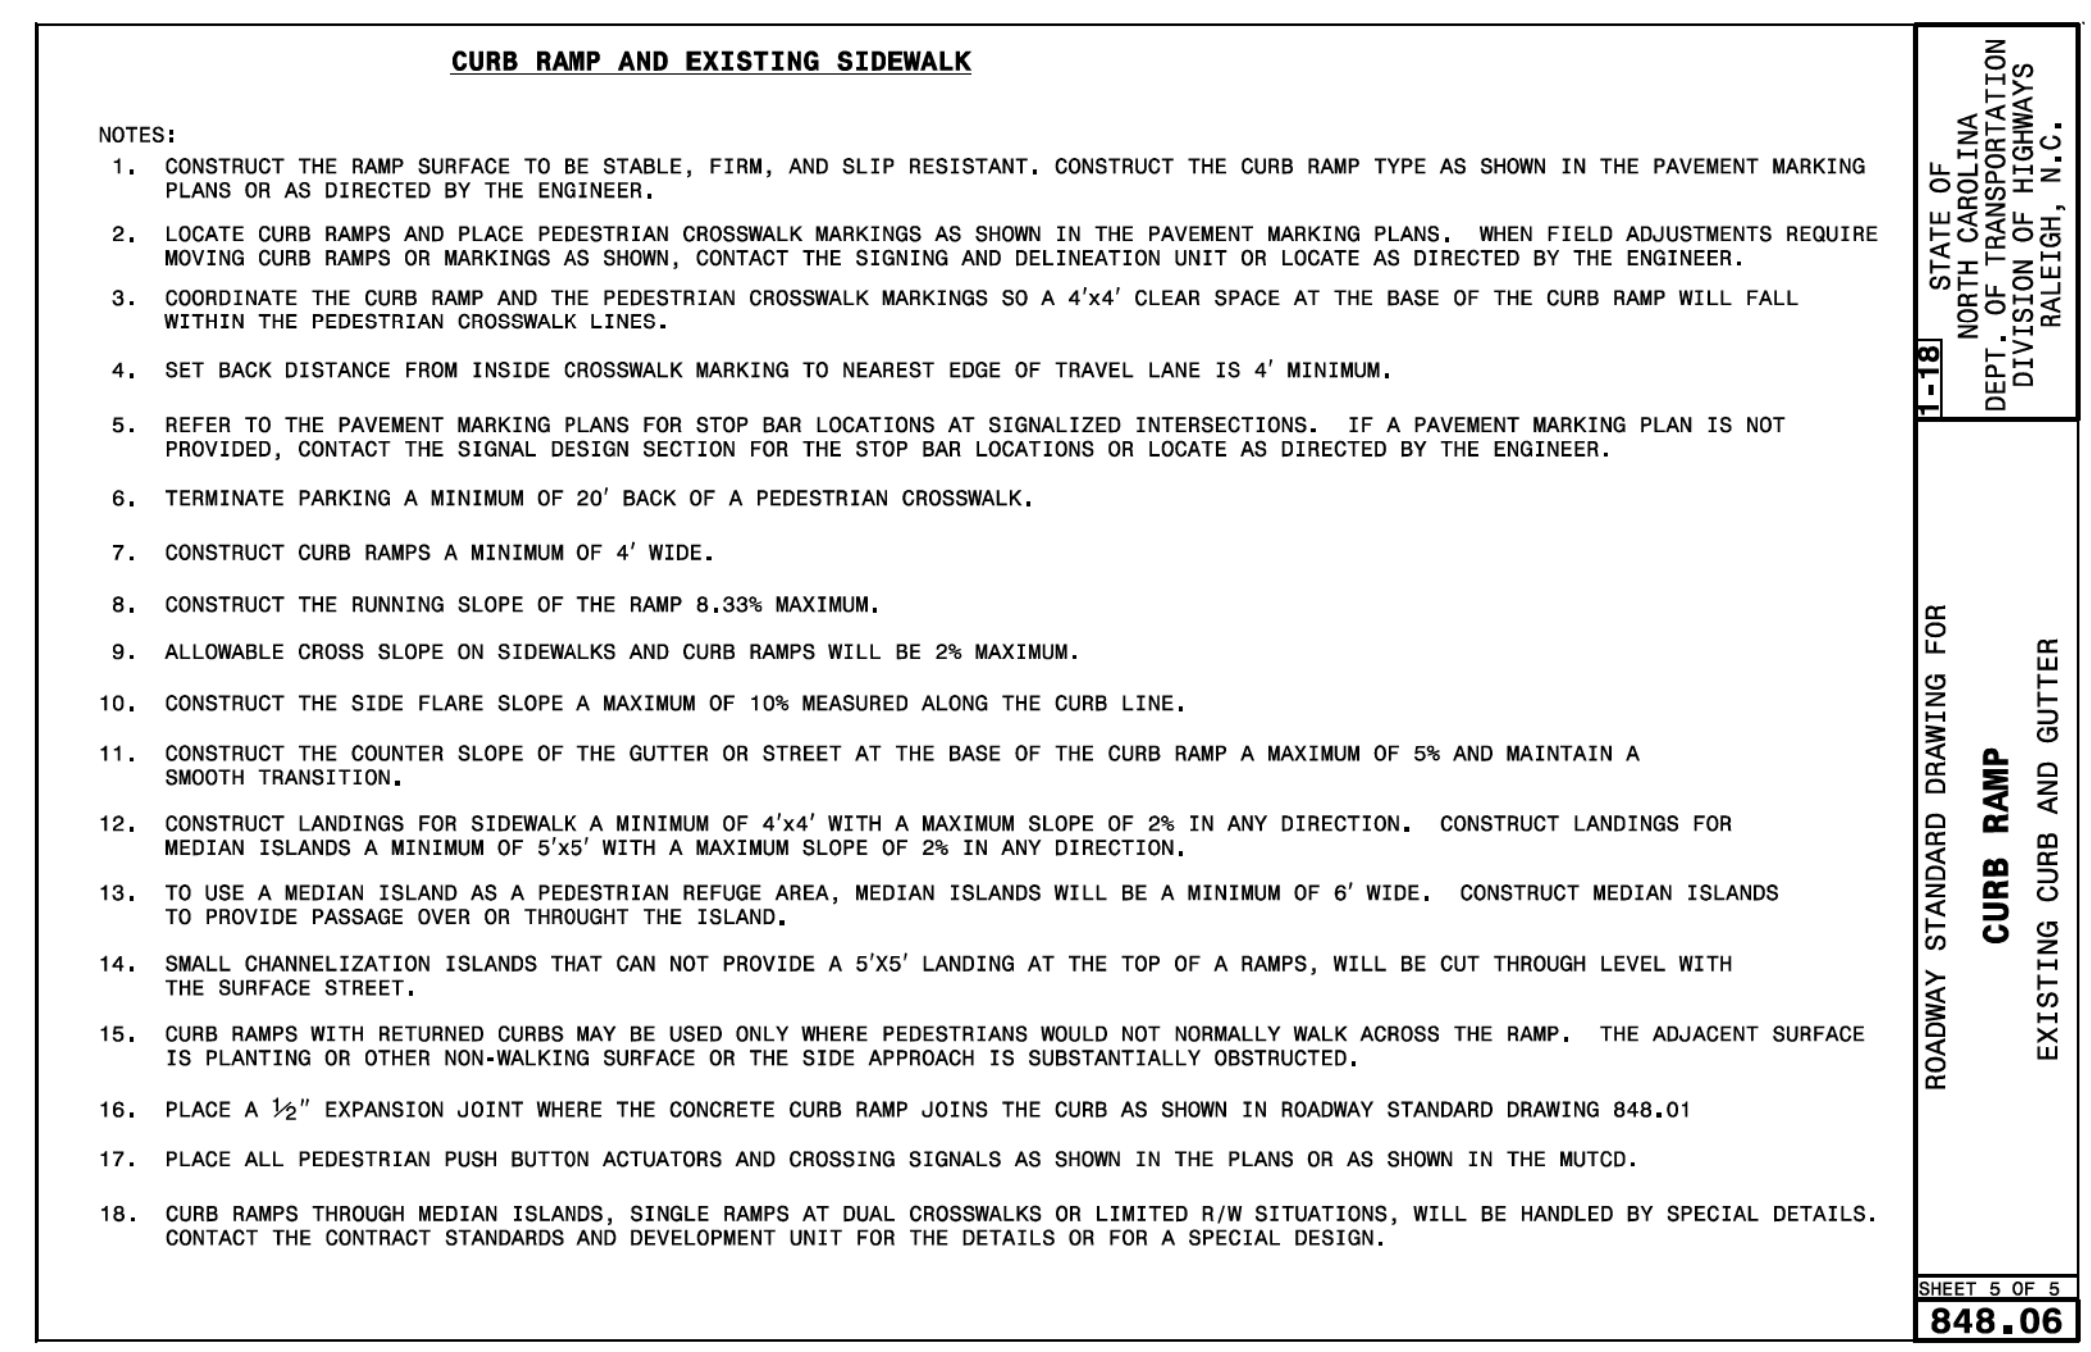 CURB RAMP AND EXISTING SIDEWALK
NOTES:
1. CONSTRUCT THE RAMP SURFACE TO BE STABLE, FIRM, AND SLIP RESISTANT. CONSTRUCT THE CURB RAMP TYPE AS SHOWN IN THE PAVEMENT MARKING
PLANS OR AS DIRECTED BY THE ENGINEER.
2. LOCATE CURB RAMPS AND PLACE PEDESTRIAN CROSSWALK MARKINGS AS SHOWN IN THE PAVEMENT MARKING PLANS. WHEN FIELD ADJUSTMENTS REQUIRE
MOVING CURB RAMPS OR MARKINGS AS SHOWN, CONTACT THE SIGNING AND DELINEATION UNIT OR LOCATE AS DIRECTED BY THE ENGINEER.
3. COORDINATE THE CURB RAMP AND THE PEDESTRIAN CROSSWALK MARKINGS SO A 4'x4' CLEAR SPACE AT THE BASE OF THE CURB RAMP WILL FALL
WITHIN THE PEDESTRIAN CROSSWALK LINES.
4. SET BACK DISTANCE FROM INSIDE CROSSWALK MARKING TO NEAREST EDGE OF TRAVEL LANE IS 4' MINIMUM.
5. REFER TO THE PAVEMENT MARKING PLANS FOR STOP BAR LOCATIONS AT SIGNALIZED INTERSECTIONS. IF A PAVEMENT MARKING PLAN IS NOT
PROVIDED, CONTACT THE SIGNAL DESIGN SECTION FOR THE STOP BAR LOCATIONS OR LOCATE AS DIRECTED BY THE ENGINEER.
6. TERMINATE PARKING A MINIMUM OF 20' BACK OF A PEDESTRIAN CROSSWALK.
7. CONSTRUCT CURB RAMPS A MINIMUM OF 4' WIDE.
8. CONSTRUCT THE RUNNING SLOPE OF THE RAMP 8.33% MAXIMUM.
9. ALLOWABLE CROSS SLOPE ON SIDEWALKS AND CURB RAMPS WILL BE 2% MAXIMUM.
10. CONSTRUCT THE SIDE FLARE SLOPE A MAXIMUM OF 10% MEASURED ALONG THE CURB LINE.
11. CONSTRUCT THE COUNTER SLOPE OF THE GUTTER OR STREET AT THE BASE OF THE CURB RAMP A MAXIMUM OF 5% AND MAINTAIN A
SMOOTH TRANSITION.
12. CONSTRUCT LANDINGS FOR SIDEWALK A MINIMUM OF 4'x4' WITH A MAXIMUM SLOPE OF 2% IN ANY DIRECTION. CONSTRUCT LANDINGS FOR
MEDIAN ISLANDS A MINIMUM OF 5'x5' WITH A MAXIMUM SLOPE OF 2% IN ANY DIRECTION.
13. TO USE A MEDIAN ISLAND AS A PEDESTRIAN REFUGE AREA, MEDIAN ISLANDS WILL BE A MINIMUM OF 6' WIDE. CONSTRUCT MEDIAN ISLANDS
TO PROVIDE PASSAGE OVER OR THROUGHT THE ISLAND.
14. SMALL CHANNELIZATION ISLANDS THAT CAN NOT PROVIDE A 5'X5' LANDING AT THE TOP OF A RAMPS, WILL BE CUT THROUGH LEVEL WITH
THE SURFACE STREET.
15. CURB RAMPS WITH RETURNED CURBS MAY BE USED ONLY WHERE PEDESTRIANS WOULD NOT NORMALLY WALK ACROSS THE RAMP. THE ADJACENT SURFACE
IS PLANTING OR OTHER NON-WALKING SURFACE OR THE SIDE APPROACH IS SUBSTANTIALLY OBSTRUCTED.
16. PLACE A ½" EXPANSION JOINT WHERE THE CONCRETE CURB RAMP JOINS THE CURB AS SHOWN IN ROADWAY STANDARD DRAWING 848.01
17. PLACE ALL PEDESTRIAN PUSH BUTTON ACTUATORS AND CROSSING SIGNALS AS SHOWN IN THE PLANS OR AS SHOWN IN THE MUTCD.
18. CURB RAMPS THROUGH MEDIAN ISLANDS, SINGLE RAMPS AT DUAL CROSSWALKS OR LIMITED R/W SITUATIONS, WILL BE HANDLED BY SPECIAL DETAILS.
CONTACT THE CONTRACT STANDARDS AND DEVELOPMENT UNIT FOR THE DETAILS OR FOR A SPECIAL DESIGN.
1-18
STATE OF
NORTH CAROLINA
DEPT. OF TRANSPORTATION
DIVISION OF HIGHWAYS
RALEIGH, N.C.
ROADWAY STANDARD DRAWING FOR
CURB RAMP
EXISTING CURB AND GUTTER
SHEET 5 OF 5
848.06